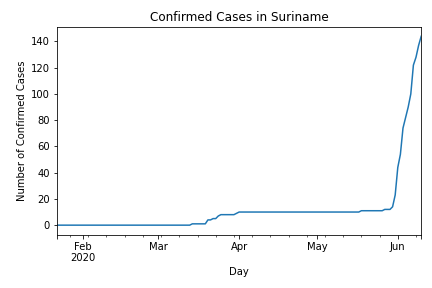 Confirmed Cases in Suriname
Number of Confirmed Cases
140
120
100
80
60
40
20
0
Feb
2020
Mar
Apr
May
Jun
Day